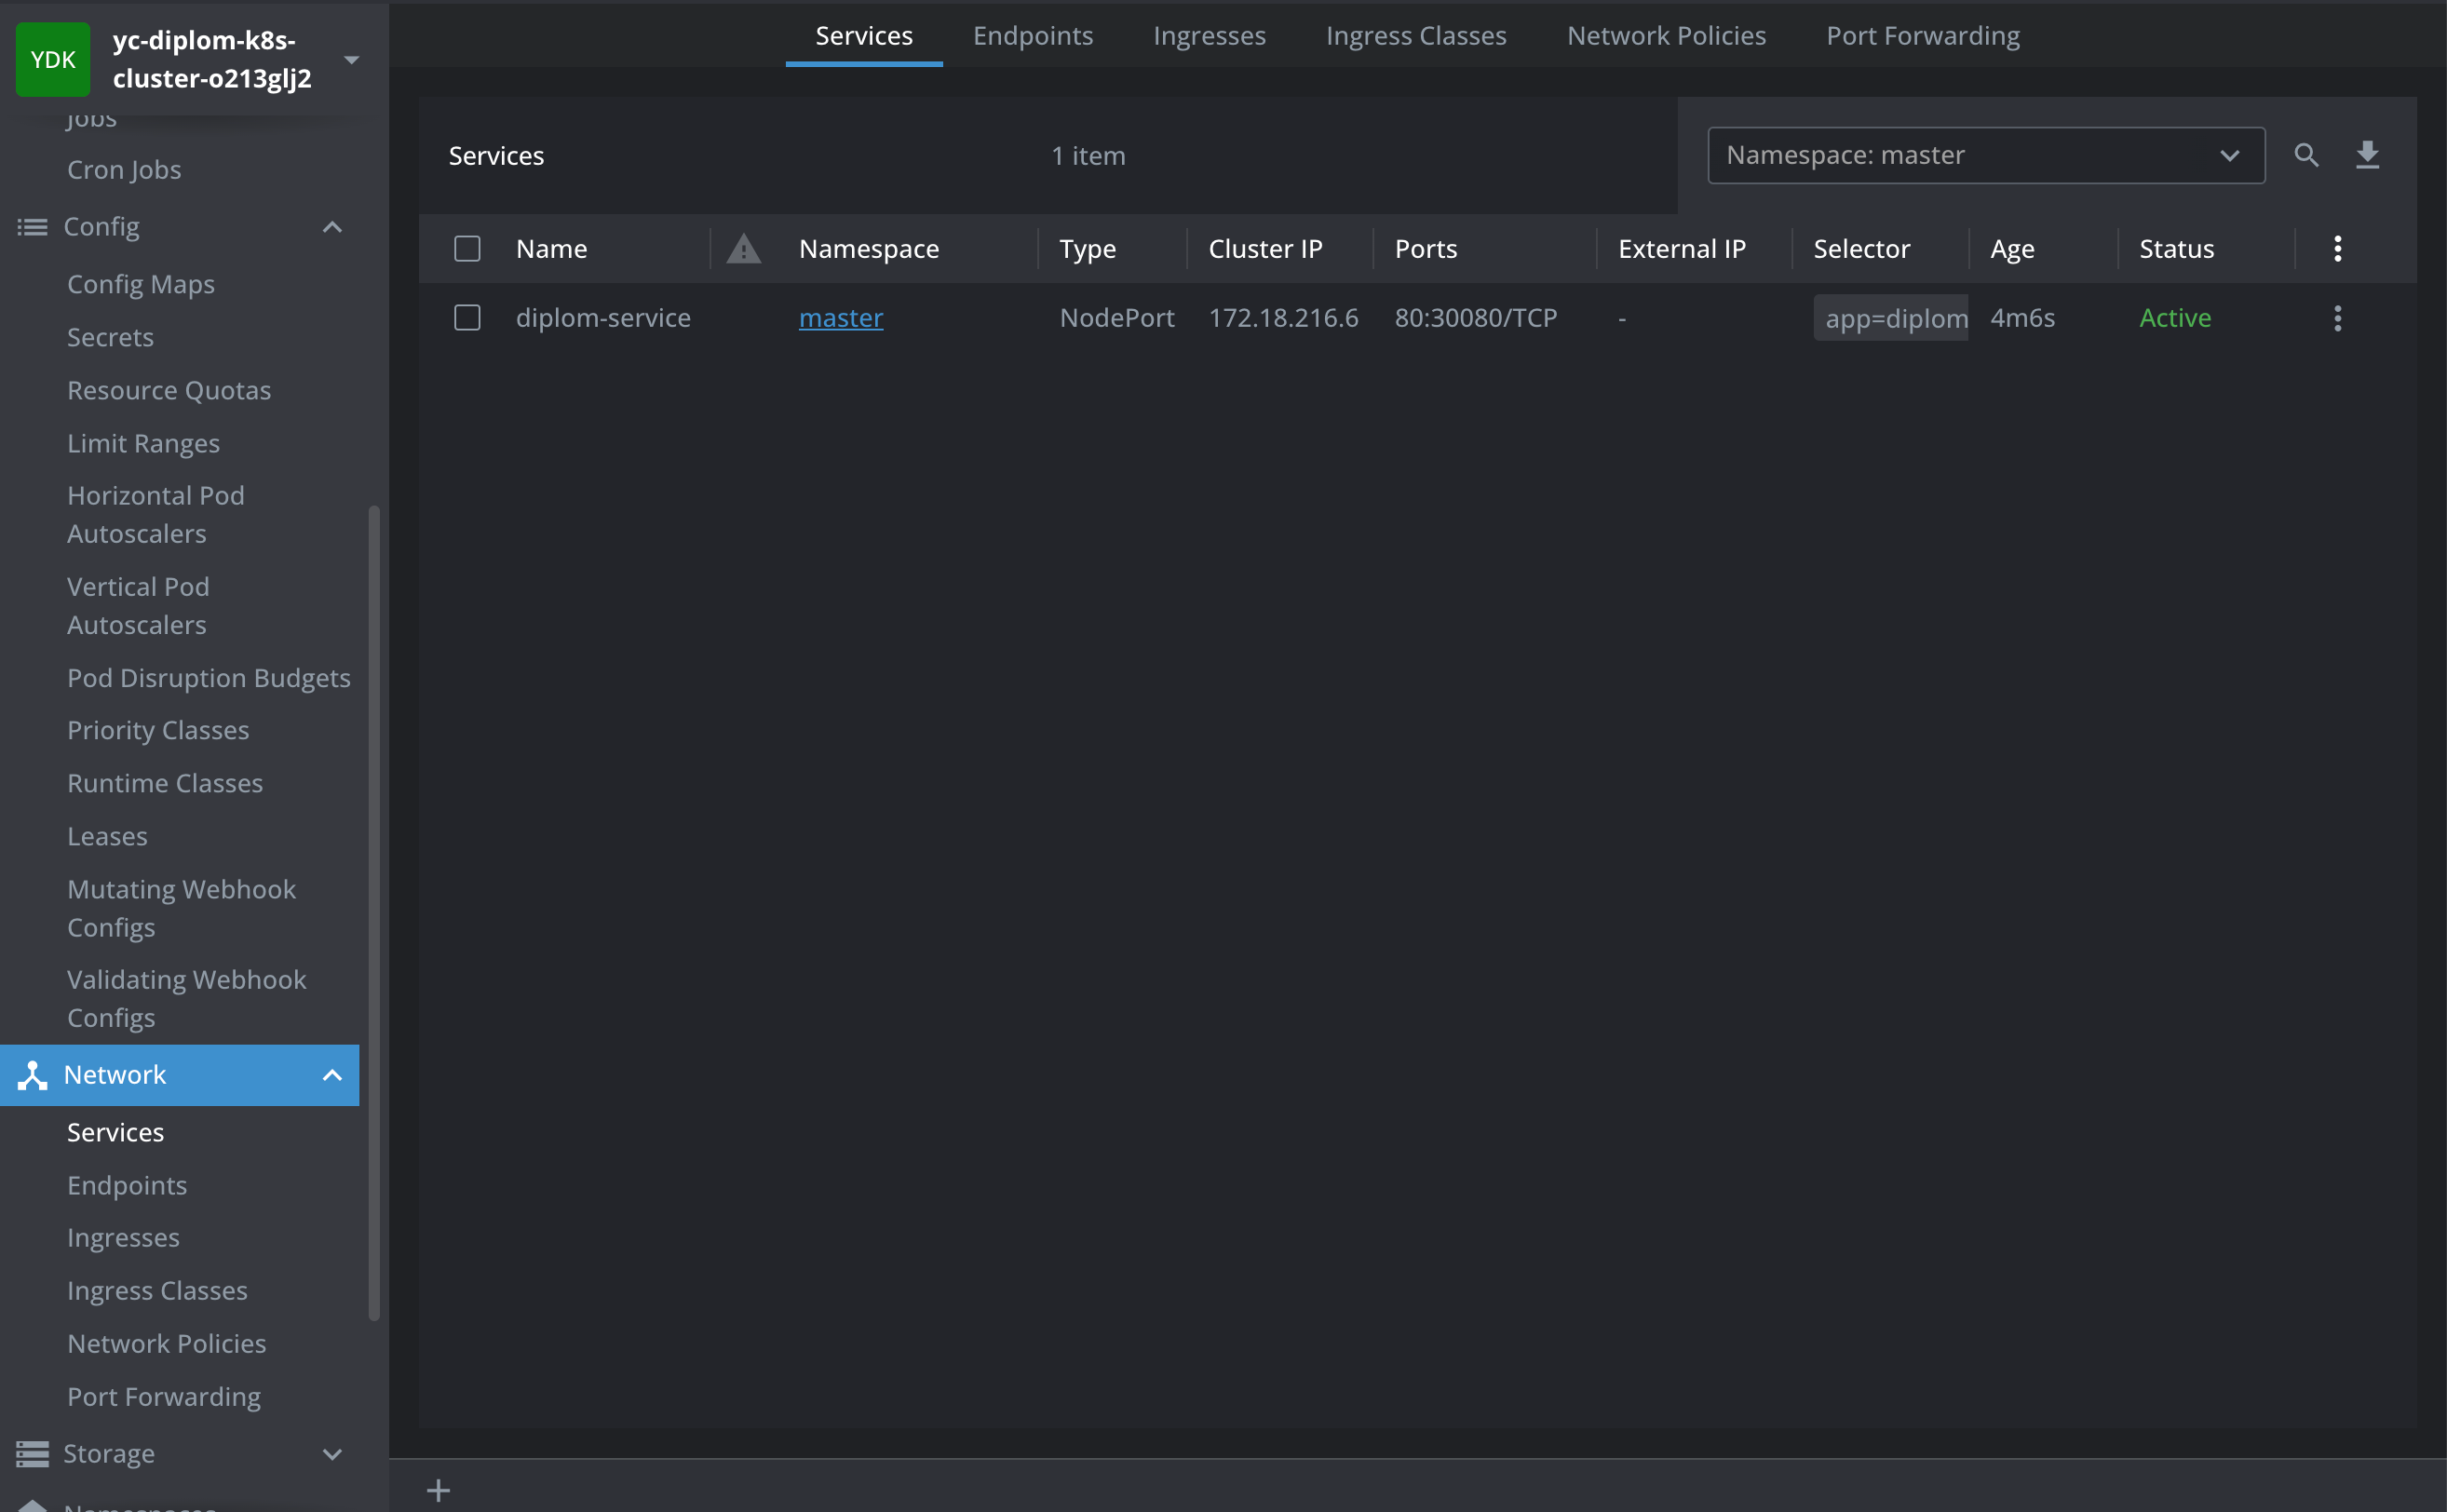 YDK
yc-diplom-k8s-
cluster-o213glj2
Jobs
Cron Jobs
Config
Config Maps
Secrets
Resource Quotas
Limit Ranges
Horizontal Pod
Autoscalers
Vertical Pod
Autoscalers
Pod Disruption Budgets
Priority Classes
Runtime Classes
Leases
Mutating Webhook
Configs
Validating Webhook
Configs
Network
Services
Endpoints
Ingresses
Ingress Classes
Network Policies
Port Forwarding
Storage
Namespaces
Services Endpoints Ingresses Ingress Classes Network Policies Port Forwarding
Services 1 item Namespace: master
Name Namespace Type Cluster IP Ports External IP Selector Age Status
diplom-service master NodePort 172.18.216.6 80:30080/TCP - app=diplom 4m6s Active